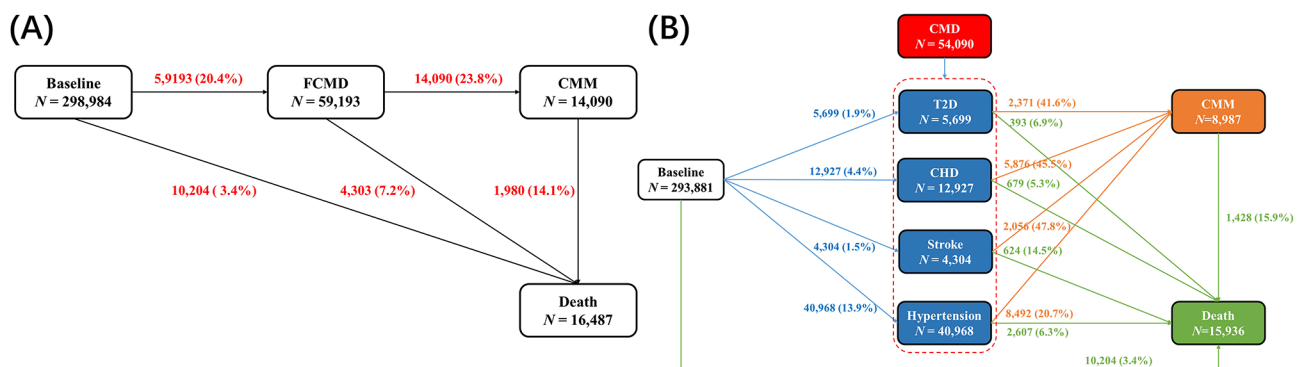 (A)
Baseline
N = 298,984
5,9193 (20.4%)
FCMD
N = 59,193
14,090 (23.8%)
CMM
N = 14,090
10,204 ( 3.4%)
4,303 (7.2%)
1,980 (14.1%)
Death
N = 16,487
(B)
CMD
N = 54,090
Baseline
N = 293,881
5,699 (1.9%)
12,927 (4.4%)
4,304 (1.5%)
40,968 (13.9%)
T2D
N = 5,699
CHD
N = 12,927
Stroke
N = 4,304
Hypertension
N = 40,968
2,371 (41.6%)
393 (6.9%)
5,876 (45.5%)
679 (5.3%)
2,056 (47.8%)
624 (14.5%)
8,492 (20.7%)
2,607 (6.3%)
CMM
N=8,987
1,428 (15.9%)
Death
N=15,936
10,204 (3.4%)